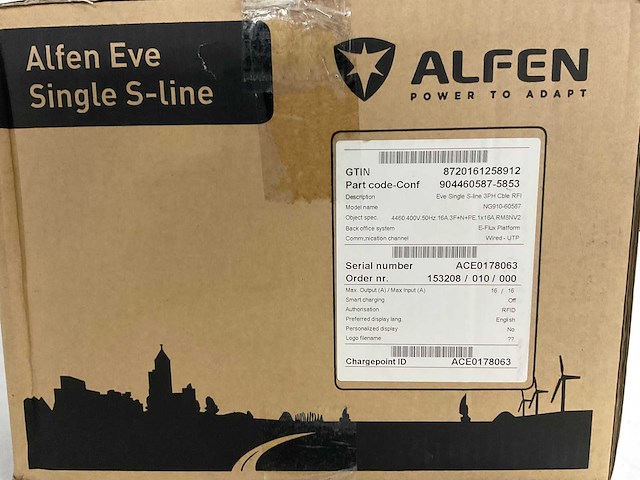 Alfen Eve
Single S-line
ALFEN
POWER TO ADAPT
GTIN 8720161258912
Part code-Conf 904460587-5853
Description Eve Single S-line 3PH Cble RFI
Model name NG910-60587
Object spec. 4460.400V.50Hz.16A.3F+N+PE.1x16A.RM8NV2
Back office system E-Flux Platform
Communication channel Wired - UTP
Serial number ACE0178063
Order nr. 153208 / 010 / 000
Max. Output (A) / Max Input (A) 16 / 16
Smart charging Off
Authorisation RFID
Preferred display lang. English
Personalized display No
Logo filename ??
Chargepoint ID ACE0178063